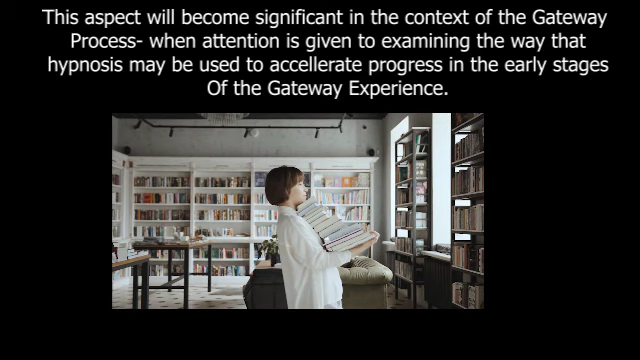 This aspect will become significant in the context of the Gateway
Process- when attention is given to examining the way that
hypnosis may be used to accellerate progress in the early stages
Of the Gateway Experience.